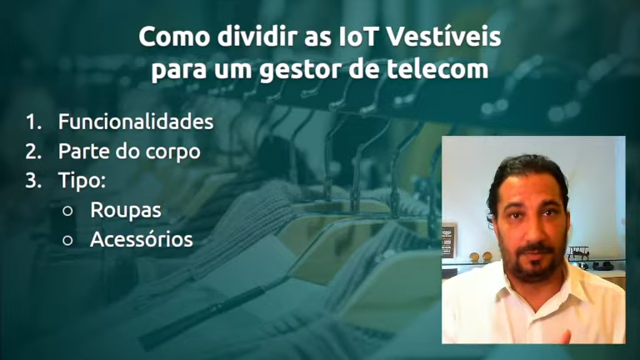 Como dividir as IoT Vestíveis
para um gestor de telecom
1. Funcionalidades
2. Parte do corpo
3. Tipo:
○ Roupas
○ Acessórios